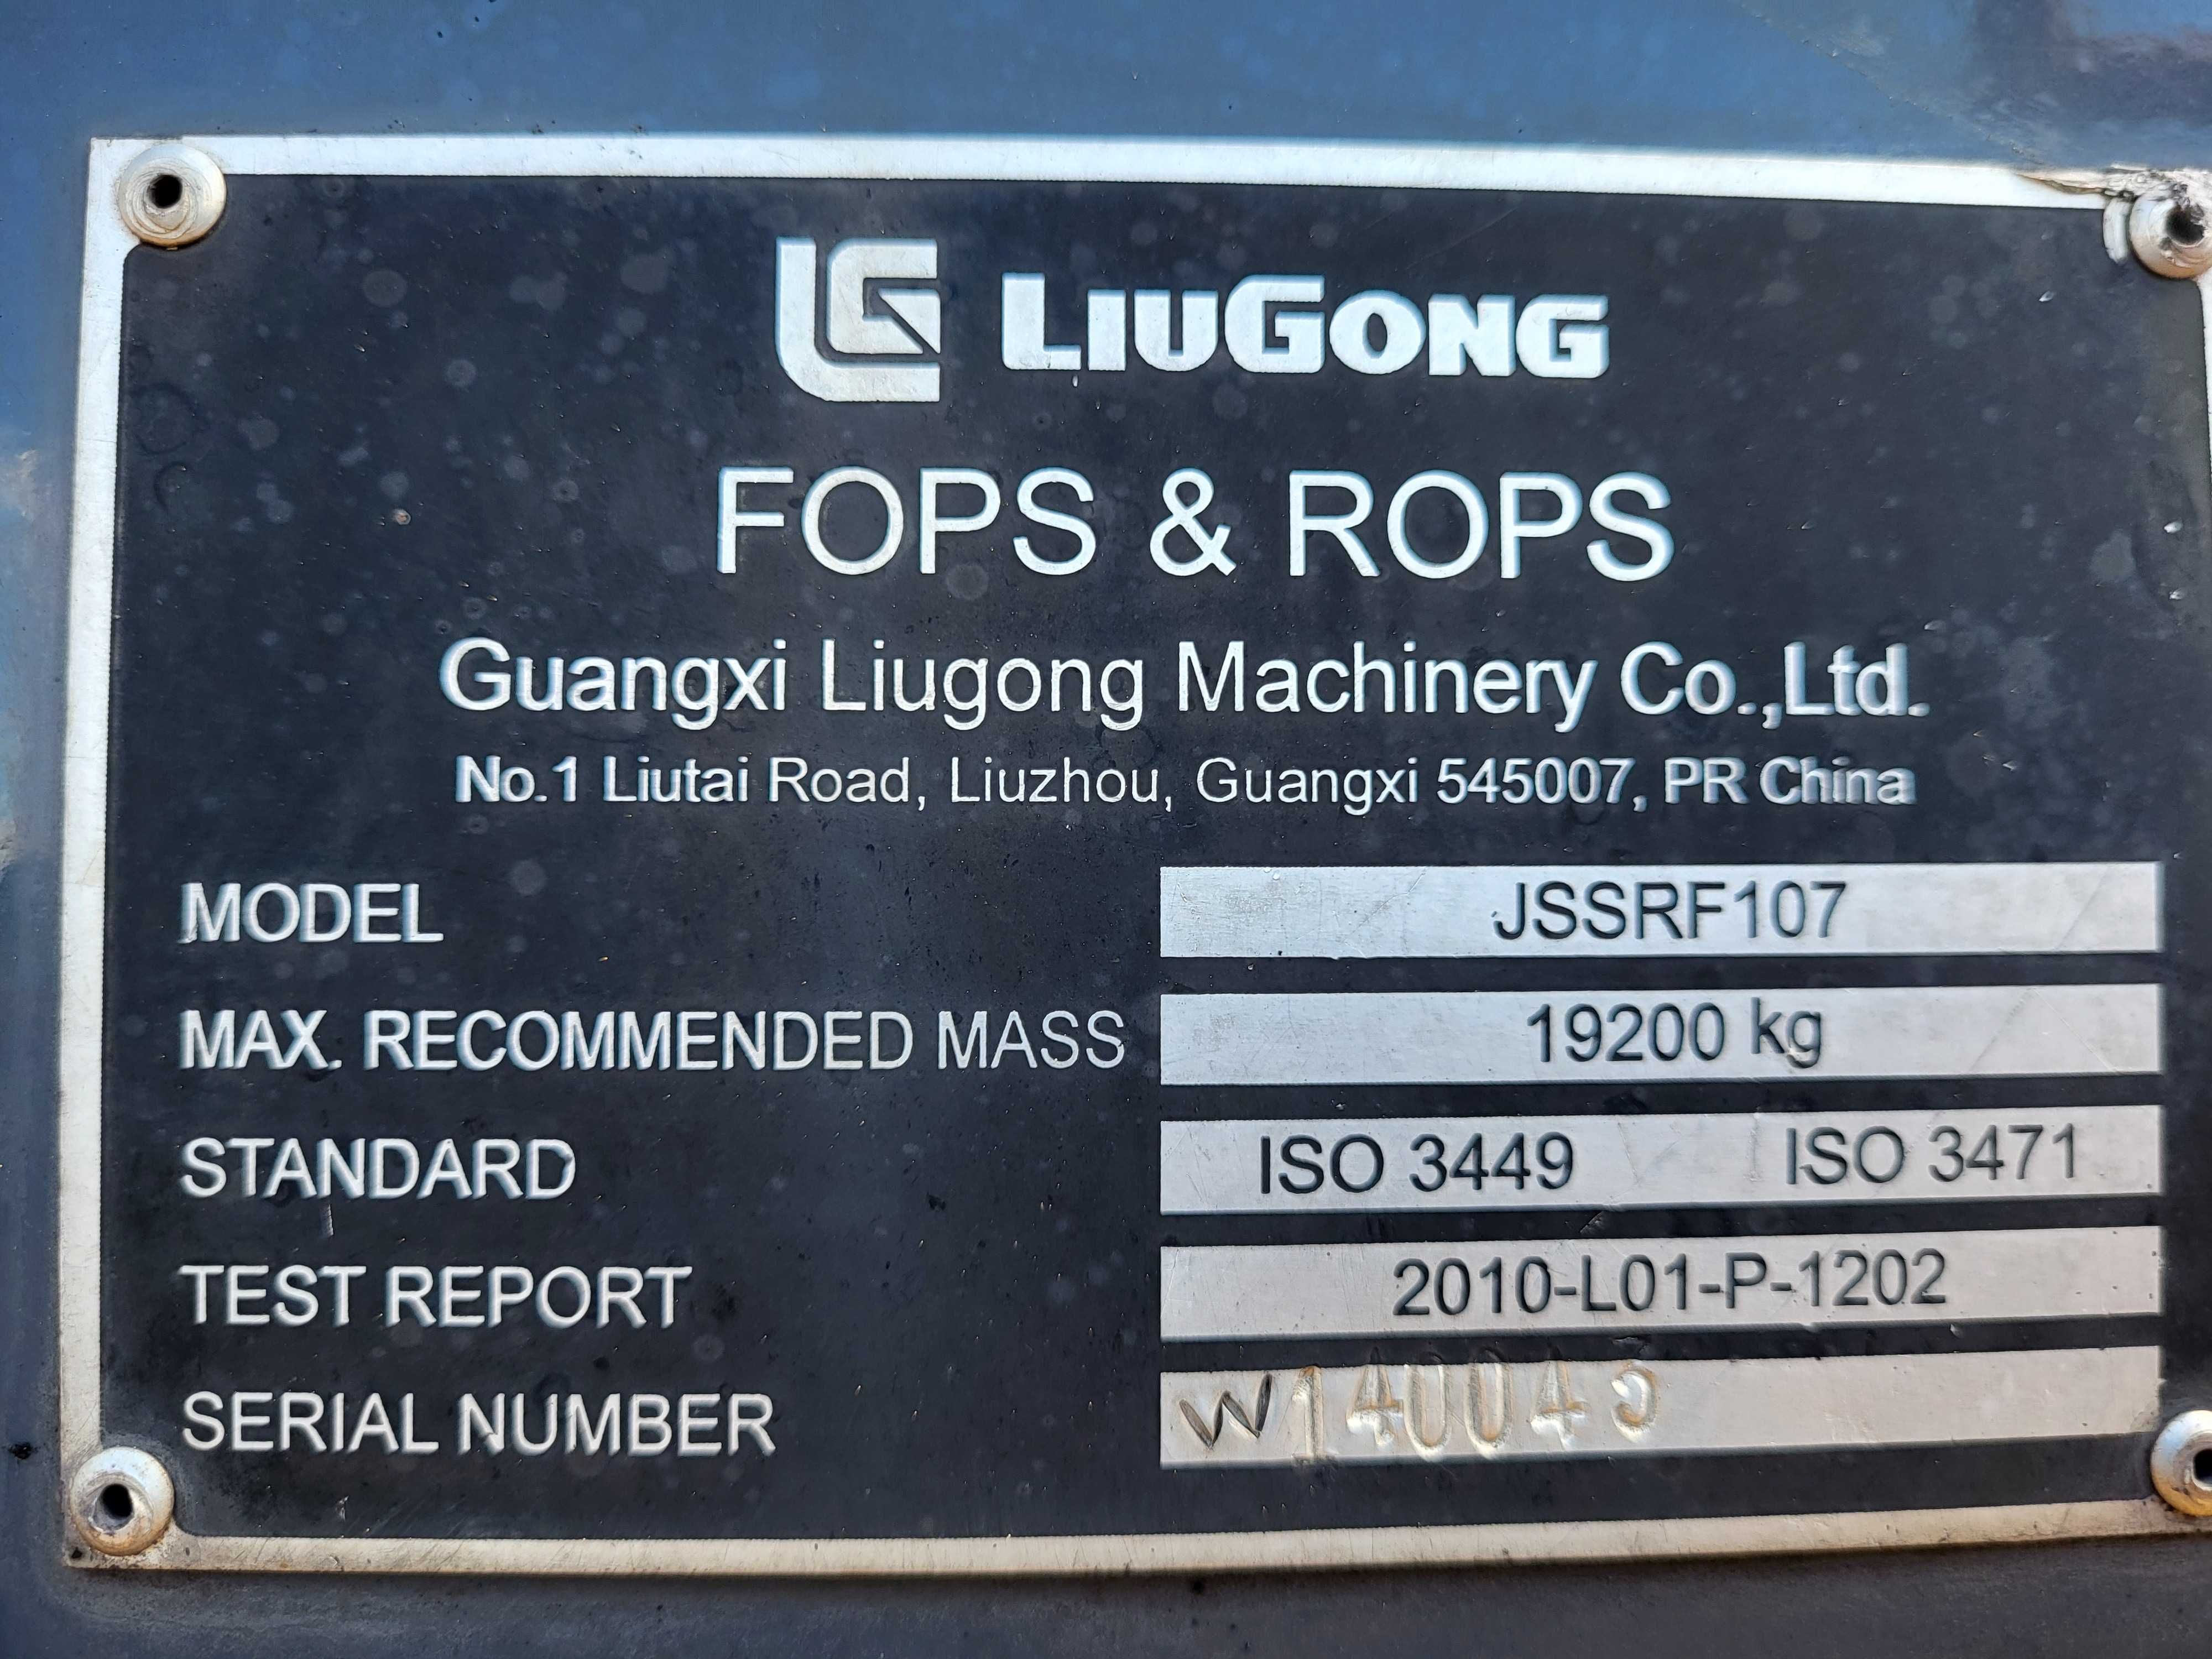 LG LIUGONG
FOPS & ROPS
Guangxi Liugong Machinery Co.,Ltd.
No.1 Liutai Road, Liuzhou, Guangxi 545007, PR China
MODEL JSSRF107
MAX. RECOMMENDED MASS 19200 kg
STANDARD ISO 3449 ISO 3471
TEST REPORT 2010-L01-P-1202
SERIAL NUMBER